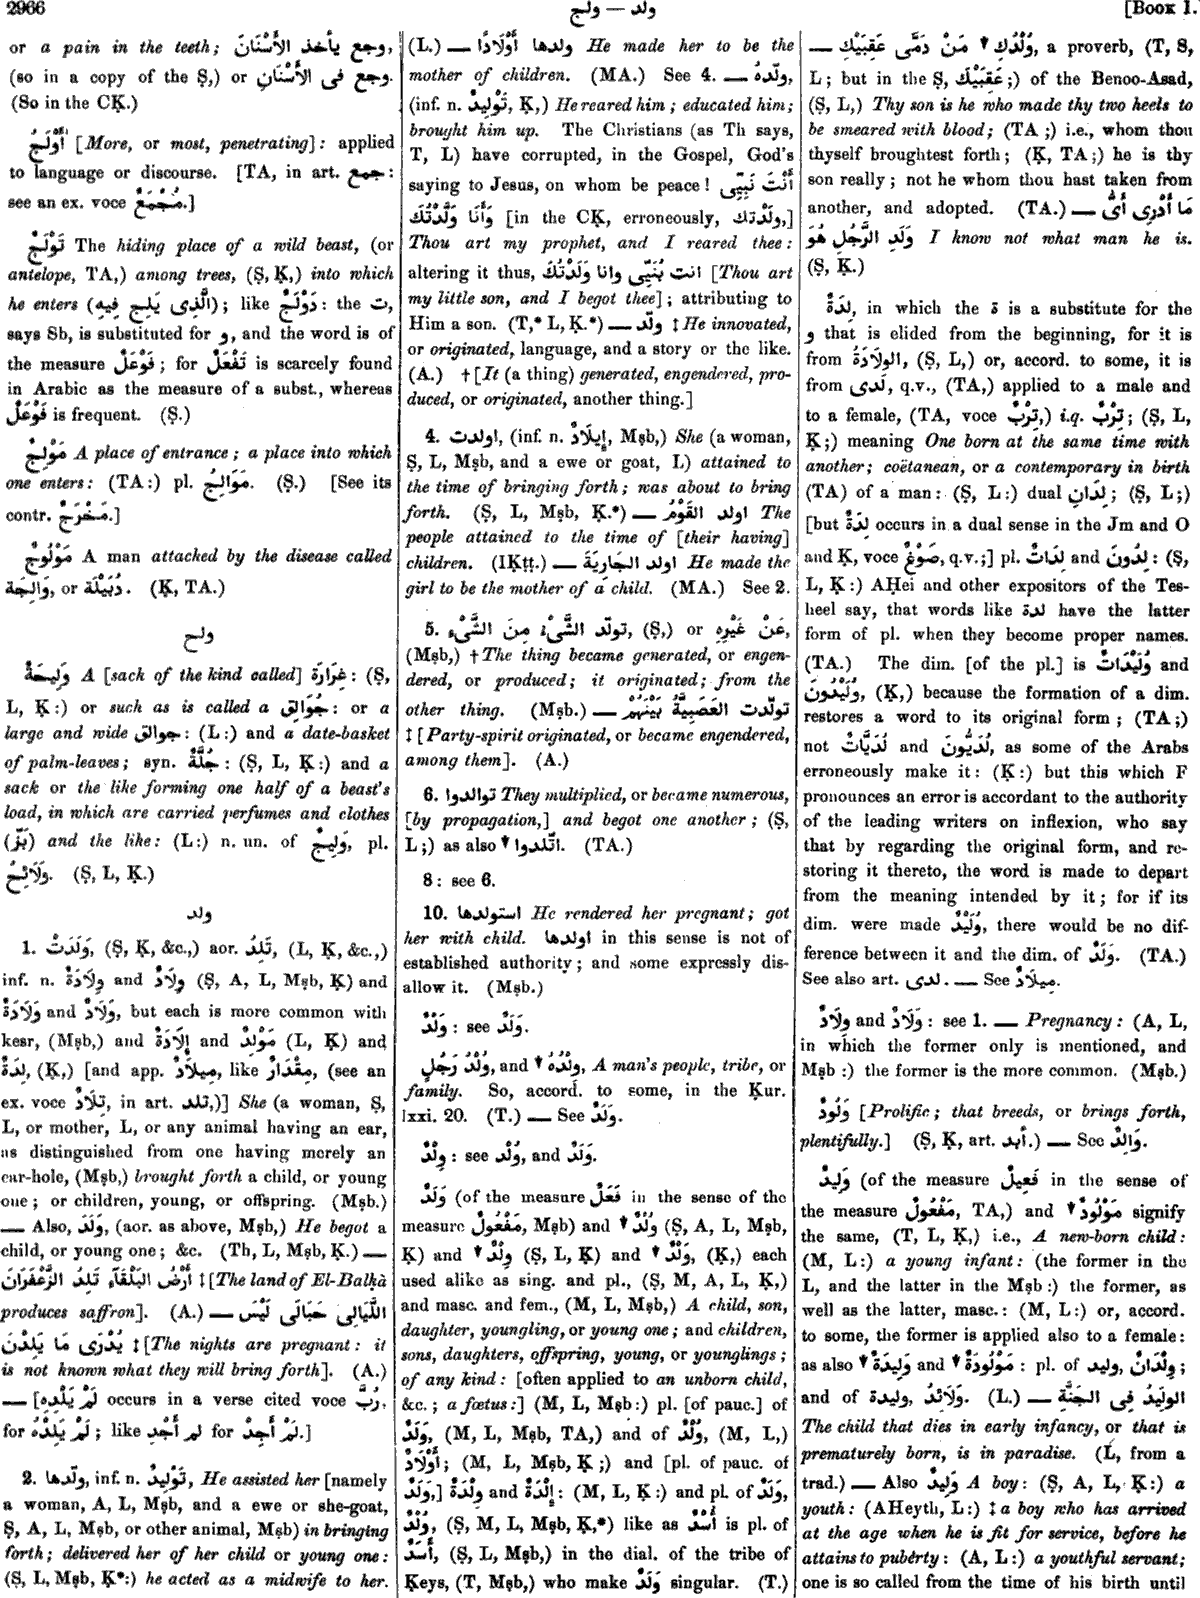 2966
ولج — ولد
[BOOK I.
or a pain in the teeth; وجع يأخذ الأَسْنَانَ,
(so in a copy of the Ṣ,) or وجع فى الأَسْنَانِ.
(So in the CḲ.)
أَوْلَجُ [More, or most, penetrating]: applied
to language or discourse. [TA, in art. جمع:
see an ex. voce مُجْمَعٌ.]
تَوْلَجٌ The hiding place of a wild beast, (or
antelope, TA,) among trees, (Ṣ, Ḳ,) into which
he enters (الَّذِى يَلِج فِيهِ); like دَوْلَجٌ: the ت,
says Sb, is substituted for و, and the word is of
the measure فَوْعَلٌ; for تَفْعَلٌ is scarcely found
in Arabic as the measure of a subst., whereas
فَوْعَلٌ is frequent. (Ṣ.)
مَوْلِجٌ A place of entrance; a place into which
one enters: (TA:) pl. مَوَالِجُ. (Ṣ.) [See its
contr. مَخْرَجٌ.]
مَوْلُوجٌ A man attacked by the disease called
وَالِجَة, or دُبَيْلَة. (Ḳ, TA.)
ولح
وَلِيحَةٌ A [sack of the kind called] غِرَارَة: (Ṣ,
L, Ḳ:) or such as is called a جُوَالِق: or a
large and wide جوالق: (L:) and a date-basket
of palm-leaves; syn. جُلَّةٌ: (Ṣ, L, Ḳ:) and a
sack or the like forming one half of a beast's
load, in which are carried perfumes and clothes
(بَزّ) and the like: (L:) n. un. of وَلِيحٌ, pl.
وَلَائِحُ. (Ṣ, L, Ḳ.)
ولد
1. وَلَدَتْ, (Ṣ, Ḳ, &c.,) aor. تَلِدُ, (L, Ḳ, &c.,)
inf. n. وِلَادٌ and وِلَادَةٌ (Ṣ, A, L, Mṣb, Ḳ) and
وَلَادٌ and وَلَادَةٌ, but each is more common with
kesr, (Mṣb,) and إِلَادَةٌ and مَوْلِدٌ (L, Ḳ) and
لِدَةٌ, (Ḳ,) [and app. مِيلَادٌ, like مِقْدَارٌ, (see an
ex. voce تِلَادٌ, in art. تلد,)] She (a woman, Ṣ,
L, or mother, L, or any animal having an ear,
as distinguished from one having merely an
ear-hole, (Mṣb,) brought forth a child, or young
one; or children, young, or offspring. (Mṣb.)
— Also, وَلَدَ, (aor. as above, Mṣb,) He begot a
child, or young one; &c. (Th, L, Mṣb, Ḳ.) —
أَرْضُ البَلْقَآءِ تَلِدُ الزَّعْفَرَانَ ‡ [The land of El-Balḳà
produces saffron]. (A.) — اللَّيَالِى حَبَالَى لَيْسَ
يُدْرَى مَا يَلِدْنَ ‡ [The nights are pregnant: it
is not known what they will bring forth]. (A.)
— [لَمْ يَلْدِهِ occurs in a verse cited voce رُبَّ,
for لَمْ يَلِدْهُ; like لم أَجْدِ for لَمْ أَجِدْ.]
2. ولّدها, inf. n. تَوْلِيدٌ, He assisted her [namely
a woman, A, L, Mṣb, and a ewe or she-goat,
Ṣ, A, L, Mṣb, or other animal, Mṣb) in bringing
forth; delivered her of her child or young one:
(Ṣ, L, Mṣb, Ḳ*:) he acted as a midwife to her.
(L.) — ولدها أَوْلَادًا He made her to be the
mother of children. (MA.) See 4. — ولّدهُ,
(inf. n. تَوْلِيدٌ, Ḳ,) He reared him; educated him;
brought him up. The Christians (as Th says,
T, L) have corrupted, in the Gospel, God's
saying to Jesus, on whom be peace! أَنْتَ نَبِيِّى
وَأَنَا وَلَّدْتُكَ [in the CḲ, erroneously, ولَدْتك,]
Thou art my prophet, and I reared thee:
altering it thus, انت بُنَيِّى وانا وَلَدْتُكَ [Thou art
my little son, and I begot thee]; attributing to
Him a son. (T,* L, Ḳ.*) — ولّد ‡ He innovated,
or originated, language, and a story or the like.
(A.) † [It (a thing) generated, engendered, pro-
duced, or originated, another thing.]
4. اولدت, (inf. n. إِيلَادٌ, Mṣb,) She (a woman,
Ṣ, L, Mṣb, and a ewe or goat, L) attained to
the time of bringing forth; was about to bring
forth. (Ṣ, L, Mṣb, Ḳ.*) — اولد القَوْمُ The
people attained to the time of [their having]
children. (IḲṭṭ.) — اولد الجَارِيَةَ He made the
girl to be the mother of a child. (MA.) See 2.
5. تولّد الشَّىْءُ مِنَ الشَّىْءِ, (Ṣ,) or عَنْ غَيْرِهِ,
(Mṣb,) † The thing became generated, or engen-
dered, or produced; it originated; from the
other thing. (Mṣb.) — تولّدت العَصَبِيَّةُ بَيْنَهُمْ
‡ [Party-spirit originated, or became engendered,
among them]. (A.)
6. توالدوا They multiplied, or became numerous,
[by propagation,] and begot one another; (Ṣ,
L;) as also ▼ اتّلدوا. (TA.)
8: see 6.
10. استولدها He rendered her pregnant; got
her with child. اولدها in this sense is not of
established authority; and some expressly dis-
allow it. (Mṣb.)
وَلْدٌ: see وَلَدٌ.
وُلْدُ رَجُلٍ, and ▼ وِلْدُهُ, A man's people, tribe, or
family. So, accord. to some, in the Ḳur.
lxxi. 20. (T.) — See وَلَدٌ.
وِلْدٌ: see وُلْدٌ, and وَلَدٌ.
وَلَدٌ (of the measure فَعَلٌ in the sense of the
measure مَفْعُولٌ, Mṣb) and ▼ وُلْدٌ (Ṣ, A, L, Mṣb,
Ḳ) and ▼ وِلْدٌ (Ṣ, L, Ḳ) and ▼ وَلْدٌ, (Ḳ,) each
used alike as sing. and pl., (Ṣ, M, A, L, Ḳ,)
and masc. and fem., (M, L, Mṣb,) A child, son,
daughter, youngling, or young one; and children,
sons, daughters, offspring, young, or younglings;
of any kind: [often applied to an unborn child,
&c.; a fœtus:] (M, L, Mṣb:) pl. [of pauc.] of
وَلَدٌ, (M, L, Mṣb, TA,) and of وُلْدٌ, (M, L,)
أَوْلَادٌ; (M, L, Mṣb, Ḳ;) and [pl. of pauc. of
وَلَدٌ,] وِلْدَةٌ and إِلْدَةٌ: (M, L, Ḳ:) and pl. of وَلَدٌ,
وُلْدٌ, (Ṣ, M, L, Mṣb, Ḳ,*) like as أُسْدٌ is pl. of
أَسَدٌ, (Ṣ, L, Mṣb,) in the dial. of the tribe of
Ḳeys, (T, Mṣb,) who make وَلَدٌ singular. (T.)
— وُلْدُكِ ▼ مَنْ دَمَّى عَقِبَيْكِ, a proverb, (T, S,
L; but in the Ṣ, عَقِبَيْكَ;) of the Benoo-Asad,
(Ṣ, L,) Thy son is he who made thy two heels to
be smeared with blood; (TA;) i.e., whom thou
thyself broughtest forth; (Ḳ, TA;) he is thy
son really; not he whom thou hast taken from
another, and adopted. (TA.) — مَا أَدْرِى أَىُّ
وَلَدِ الرَّجُلِ هُوَ I know not what man he is.
(Ṣ, Ḳ.)
لِدَةٌ, in which the ة is a substitute for the
و that is elided from the beginning, for it is
from الوِلَادَةُ, (Ṣ, L,) or, accord. to some, it is
from لدى, q.v., (TA,) applied to a male and
to a female, (TA, voce تِرْبٌ,) i.q. تِرْبٌ; (Ṣ, L,
Ḳ;) meaning One born at the same time with
another; coëtanean, or a contemporary in birth
(TA) of a man: (Ṣ, L:) dual لِدَانِ; (Ṣ, L;)
[but لِدَةٌ occurs in a dual sense in the Jm and O
and Ḳ, voce صَوْغٌ, q.v.;] pl. لِدَاتٌ and لِدُونَ: (Ṣ,
L, Ḳ:) AḤei and other expositors of the Tes-
heel say, that words like لدة have the latter
form of pl. when they become proper names.
(TA.) The dim. [of the pl.] is وُلَيْدَاتٌ and
وُلَيْدُونَ, (Ḳ,) because the formation of a dim.
restores a word to its original form; (TA;)
not لُدَيَّاتٌ and لُدَيُّونَ, as some of the Arabs
erroneously make it: (Ḳ:) but this which F
pronounces an error is accordant to the authority
of the leading writers on inflexion, who say
that by regarding the original form, and re-
storing it thereto, the word is made to depart
from the meaning intended by it; for if its
dim. were made وُلَيْدٌ, there would be no dif-
ference between it and the dim. of وَلَدٌ. (TA.)
See also art. لدى. — See مِيلَادٌ.
وِلَادٌ and وَلَادٌ: see 1. — Pregnancy: (A, L,
in which the former only is mentioned, and
Mṣb:) the former is the more common. (Mṣb.)
وَلُودٌ [Prolific; that breeds, or brings forth,
plentifully.] (Ṣ, Ḳ, art. أبد.) — See وَالِدٌ.
وَلِيدٌ (of the measure فَعِيلٌ in the sense of
the measure مَفْعُولٌ, TA,) and ▼ مَوْلُودٌ signify
the same, (T, L, Ḳ,) i.e., A new-born child:
(M, L:) a young infant: (the former in the
L, and the latter in the Mṣb:) the former, as
well as the latter, masc.: (M, L:) or, accord.
to some, the former is applied also to a female:
as also ▼ وَلِيدَةٌ and ▼ مَوْلُودَةٌ: pl. of وليد, وِلْدَانٌ;
and of وليدة, وَلَائِدُ. (L.) — الوَلِيدُ فِى الجَنَّةِ
The child that dies in early infancy, or that is
prematurely born, is in paradise. (L, from a
trad.) — Also وَلِيدٌ A boy: (Ṣ, A, L, Ḳ:) a
youth: (AHeyth, L:) ‡ a boy who has arrived
at the age when he is fit for service, before he
attains to puberty: (A, L:) a youthful servant;
one is so called from the time of his birth until